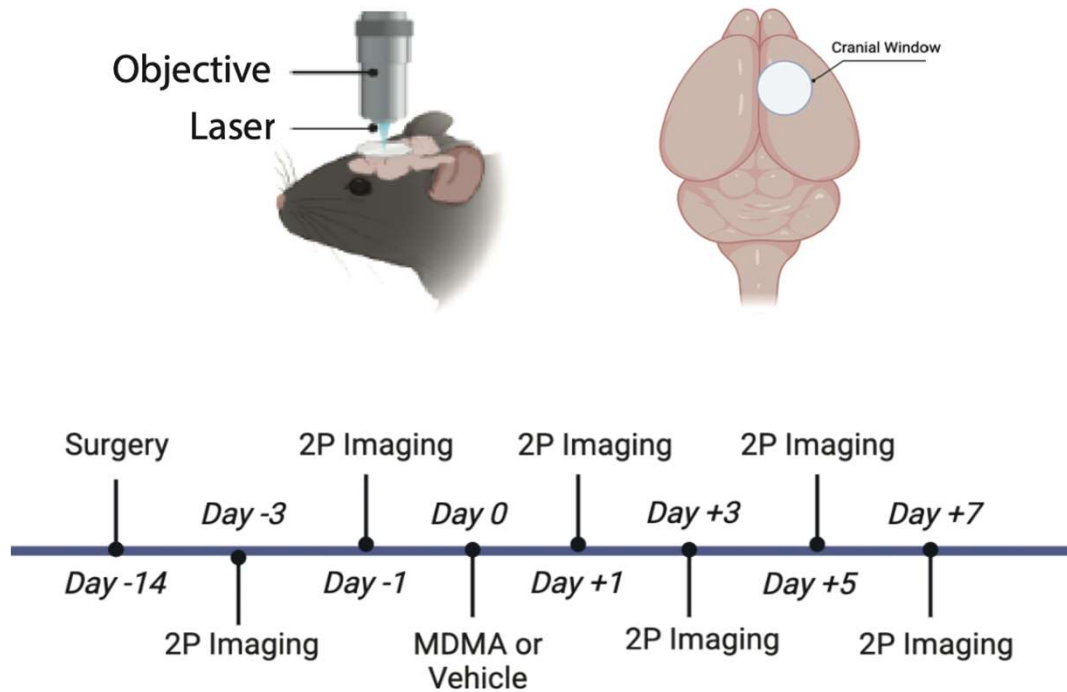 Objective
Laser
Cranial Window
Surgery
2P Imaging
2P Imaging
2P Imaging
Day -3
Day 0
Day +3
Day +7
Day -14
Day -1
Day +1
Day +5
2P Imaging
MDMA or
Vehicle
2P Imaging
2P Imaging